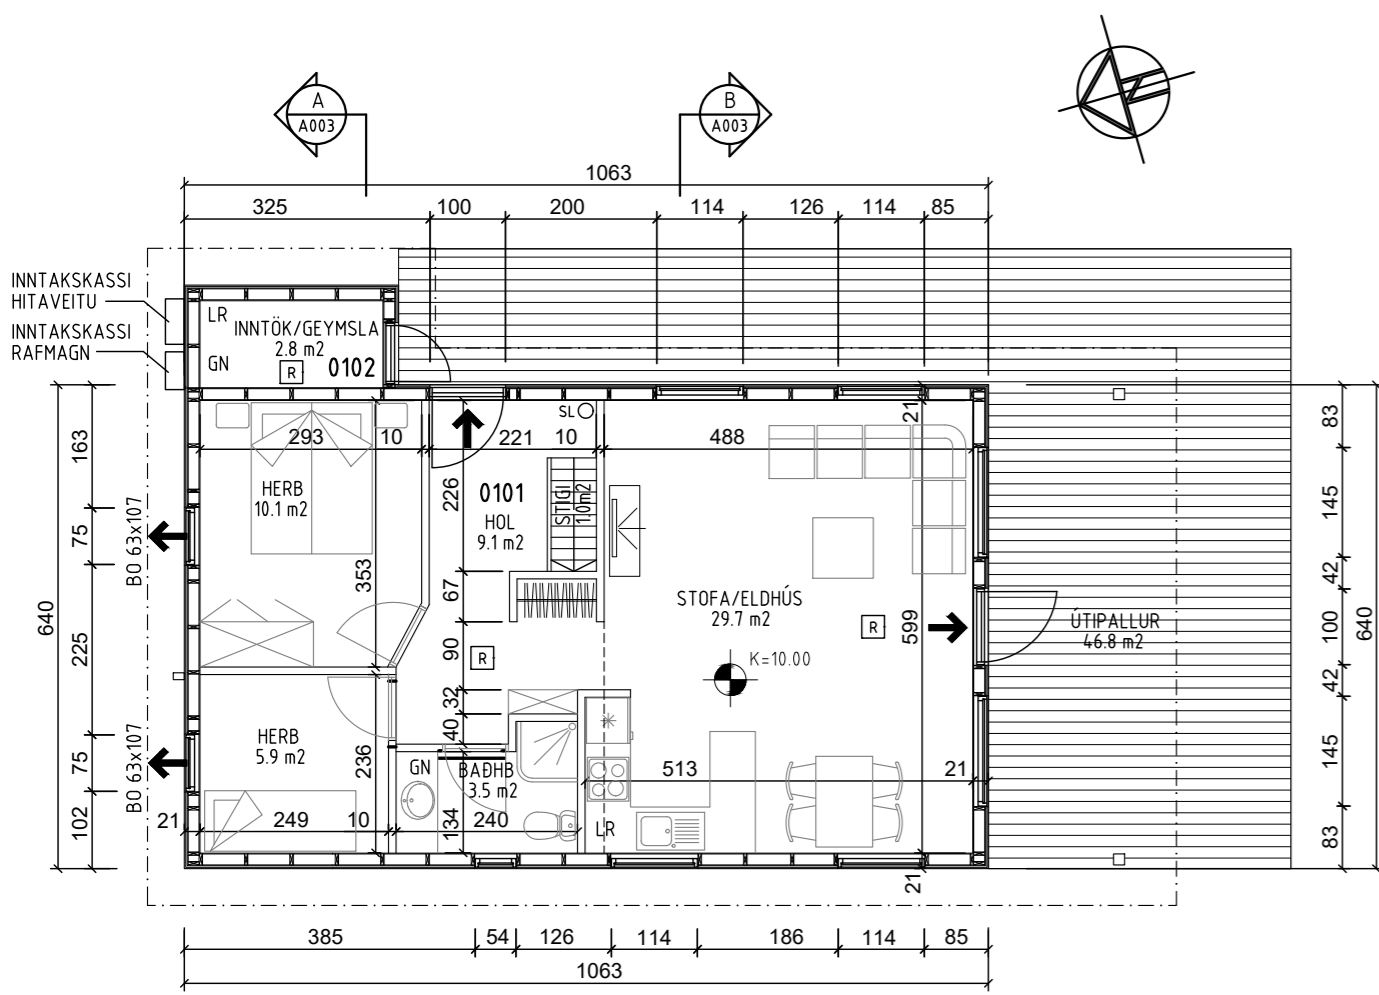 A
A003
B
A003
N
1063
325
100
200
114
126
114
85
INNTAKSKASSI
HITAVEITU
INNTAKSKASSI
RAFMAGN
LR
INNTÖK/GEYMSLA
2.8 m2
GN
R
0102
SL
21
293
10
221
10
488
HERB
10.1 m2
226
0101
HOL
9.1 m2
STIGI
1.0m2
353
67
STOFA/ELDHÚS
29.7 m2
R
599
ÚTIPALLUR
46.8 m2
90
R
K=10.00
32
40
HERB
5.9 m2
236
GN
BAÐHB
3.5 m2
513
21
21
249
10
134
240
LR
21
640
163
75
225
75
102
BO 63x107
BO 63x107
83
145
42
100
42
145
83
640
385
54
126
114
186
114
85
1063